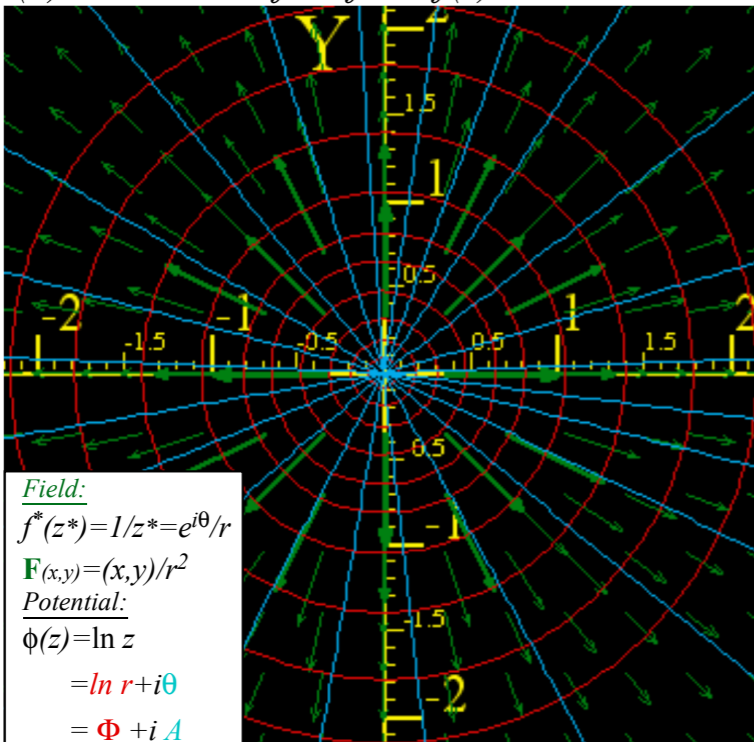 Y
2
1.5
1
0.5
-2
-1.5
-1
-0.5
0.5
1
1.5
2
-0.5
-1
-1.5
-2
Field:
f*(z*)=1/z*=e^{iθ}/r
F(x,y)=(x,y)/r²
Potential:
ϕ(z)=ln z
=ln r+iθ
= Φ +i A